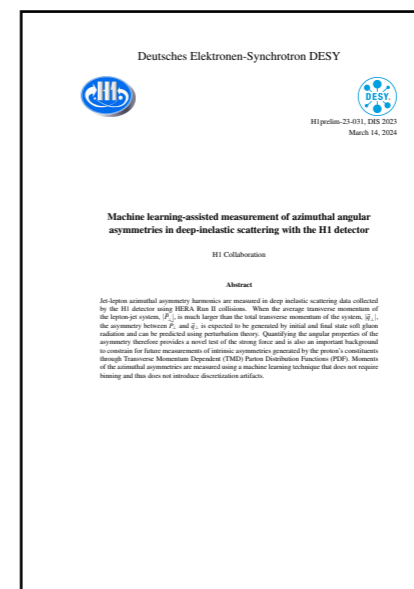 Deutsches Elektronen-Synchrotron DESY
H1
DESY.
H1prelim-23-031, DIS 2023
March 14, 2024
Machine learning-assisted measurement of azimuthal angular
asymmetries in deep-inelastic scattering with the H1 detector
H1 Collaboration
Abstract
Jet-lepton azimuthal asymmetry harmonics are measured in deep inelastic scattering data collected
by the H1 detector using HERA Run II collisions. When the average transverse momentum of
the lepton-jet system, |P⃗⊥|, is much larger than the total transverse momentum of the system, |q⃗⊥|,
the asymmetry between P⃗⊥ and q⃗⊥ is expected to be generated by initial and final state soft gluon
radiation and can be predicted using perturbation theory. Quantifying the angular properties of the
asymmetry therefore provides a novel test of the strong force and is also an important background
to constrain for future measurements of intrinsic asymmetries generated by the proton's constituents
through Transverse Momentum Dependent (TMD) Parton Distribution Functions (PDF). Moments
of the azimuthal asymmetries are measured using a machine learning technique that does not require
binning and thus does not introduce discretization artifacts.